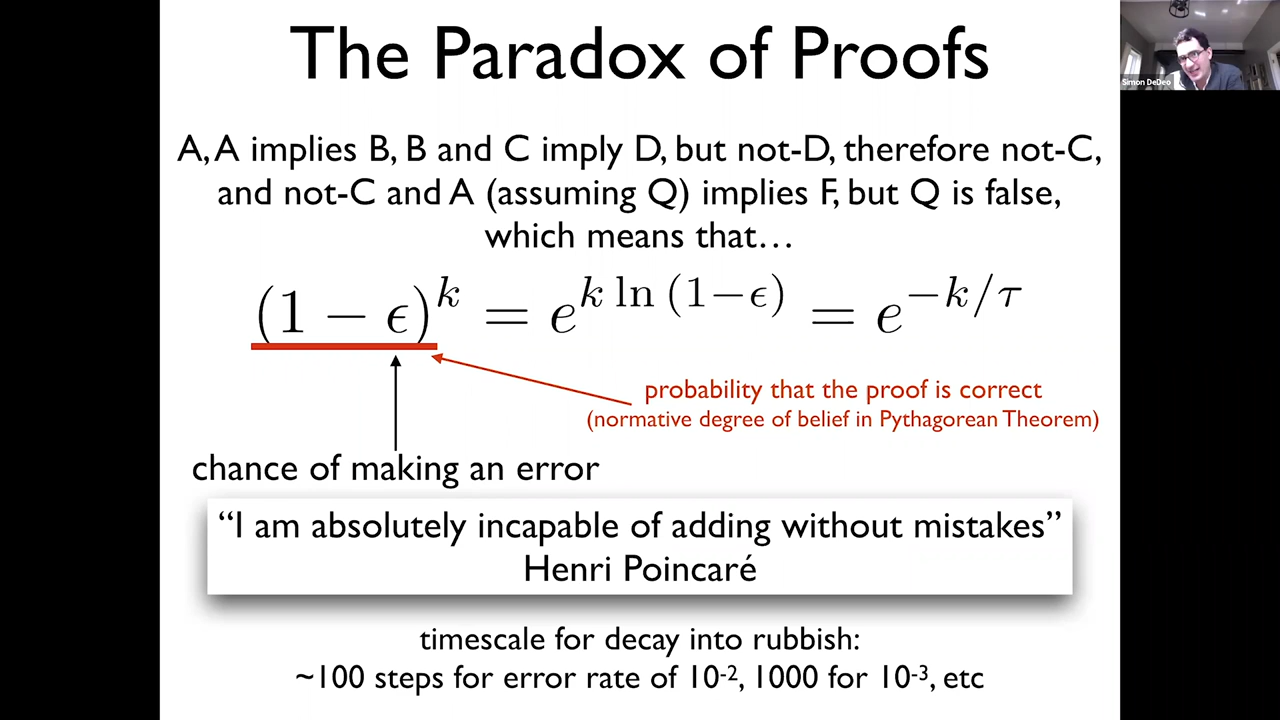 The Paradox of Proofs
Simon DeDeo
A, A implies B, B and C imply D, but not-D, therefore not-C,
and not-C and A (assuming Q) implies F, but Q is false,
which means that…
(1 − ϵ)^k = e^{k ln (1−ϵ)} = e^{−k/τ}
probability that the proof is correct
(normative degree of belief in Pythagorean Theorem)
chance of making an error
“I am absolutely incapable of adding without mistakes”
Henri Poincaré
timescale for decay into rubbish:
~100 steps for error rate of 10⁻², 1000 for 10⁻³, etc